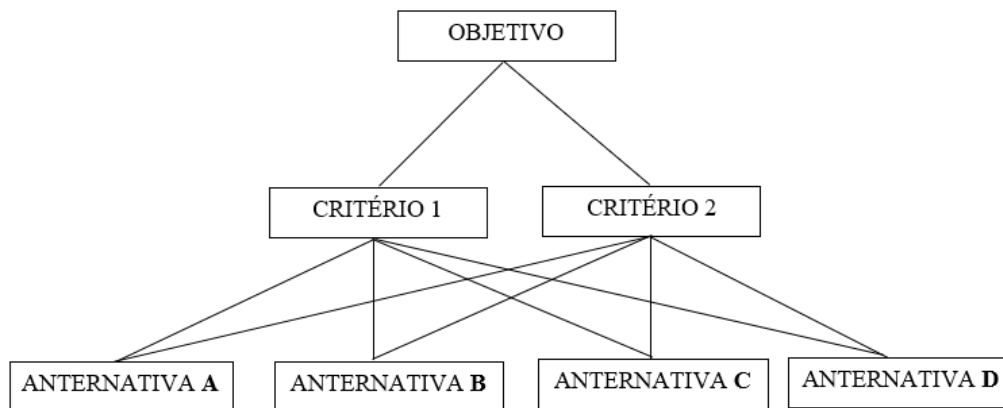 OBJETIVO
CRITÉRIO 1
CRITÉRIO 2
ANTERNATIVA A
ANTERNATIVA B
ANTERNATIVA C
ANTERNATIVA D